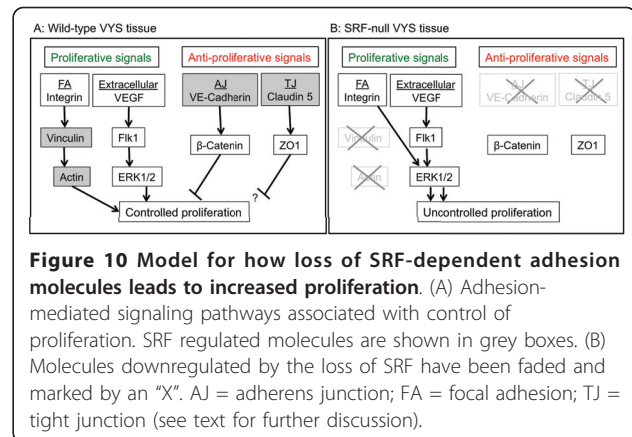 A: Wild-type VYS tissue
Proliferative signals
Anti-proliferative signals
FA
Integrin
Extracellular
VEGF
AJ
VE-Cadherin
TJ
Claudin 5
Vinculin
Flk1
β-Catenin
ZO1
Actin
ERK1/2
?
Controlled proliferation
B: SRF-null VYS tissue
Proliferative signals
Anti-proliferative signals
FA
Integrin
Extracellular
VEGF
AJ
VE-Cadherin
TJ
Claudin 5
Vinculin
Flk1
β-Catenin
ZO1
Actin
ERK1/2
Uncontrolled proliferation
Figure 10 Model for how loss of SRF-dependent adhesion
molecules leads to increased proliferation. (A) Adhesion-
mediated signaling pathways associated with control of
proliferation. SRF regulated molecules are shown in grey boxes. (B)
Molecules downregulated by the loss of SRF have been faded and
marked by an "X". AJ = adherens junction; FA = focal adhesion; TJ =
tight junction (see text for further discussion).